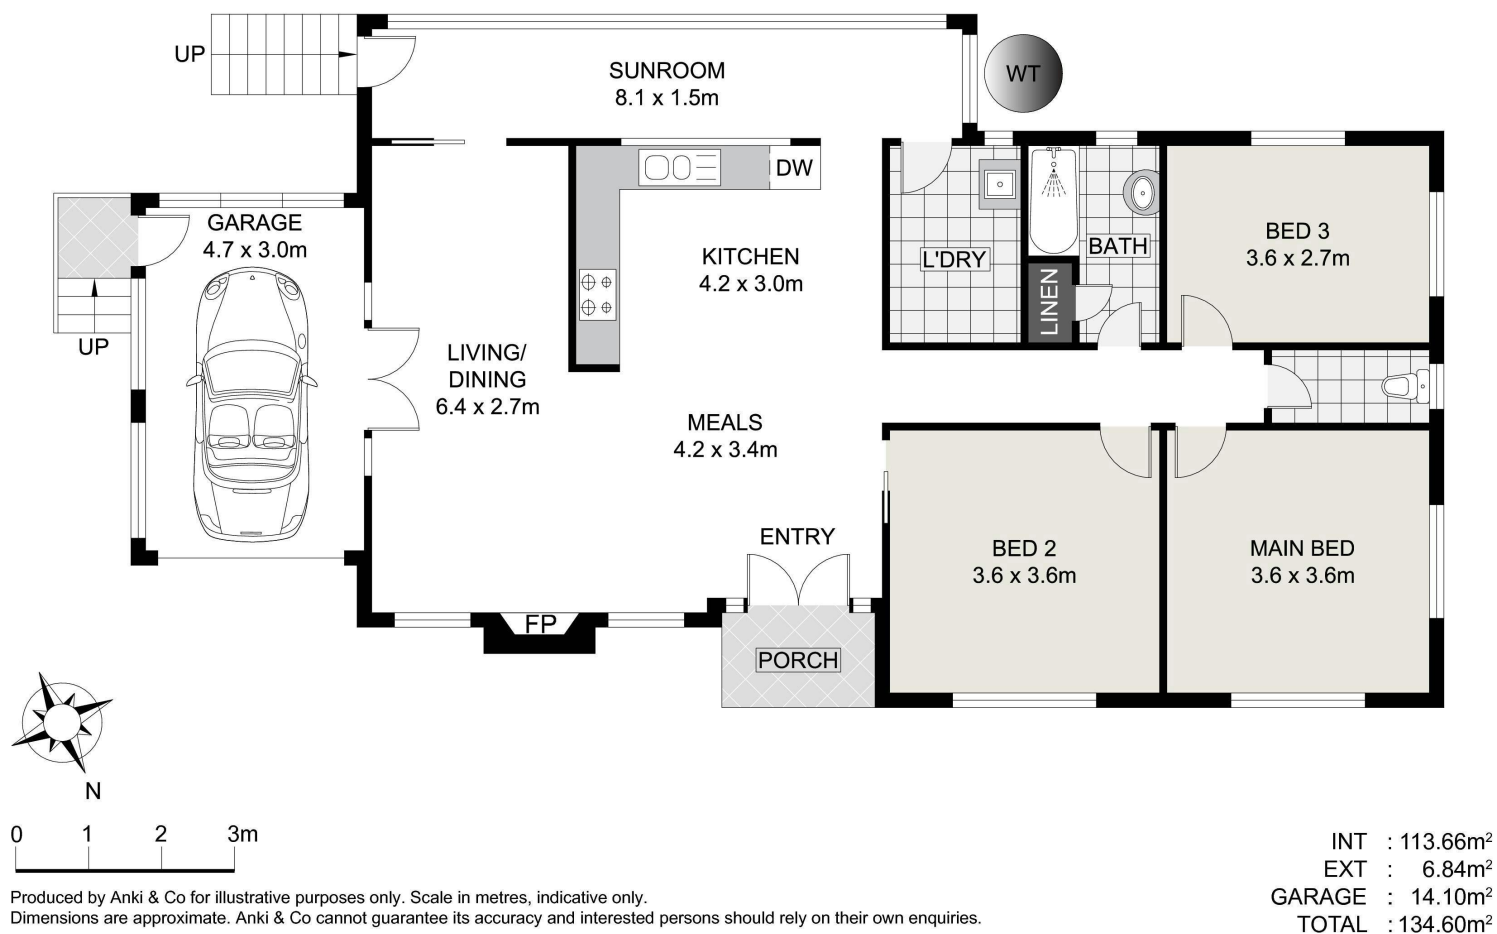 UP
SUNROOM
8.1 x 1.5m
WT
DW
GARAGE
4.7 x 3.0m
UP
KITCHEN
4.2 x 3.0m
L'DRY
BATH
LINEN
BED 3
3.6 x 2.7m
LIVING/
DINING
6.4 x 2.7m
MEALS
4.2 x 3.4m
ENTRY
BED 2
3.6 x 3.6m
MAIN BED
3.6 x 3.6m
FP
PORCH
N
0 1 2 3m
INT : 113.66m²
EXT : 6.84m²
GARAGE : 14.10m²
TOTAL : 134.60m²
Produced by Anki & Co for illustrative purposes only. Scale in metres, indicative only.
Dimensions are approximate. Anki & Co cannot guarantee its accuracy and interested persons should rely on their own enquiries.